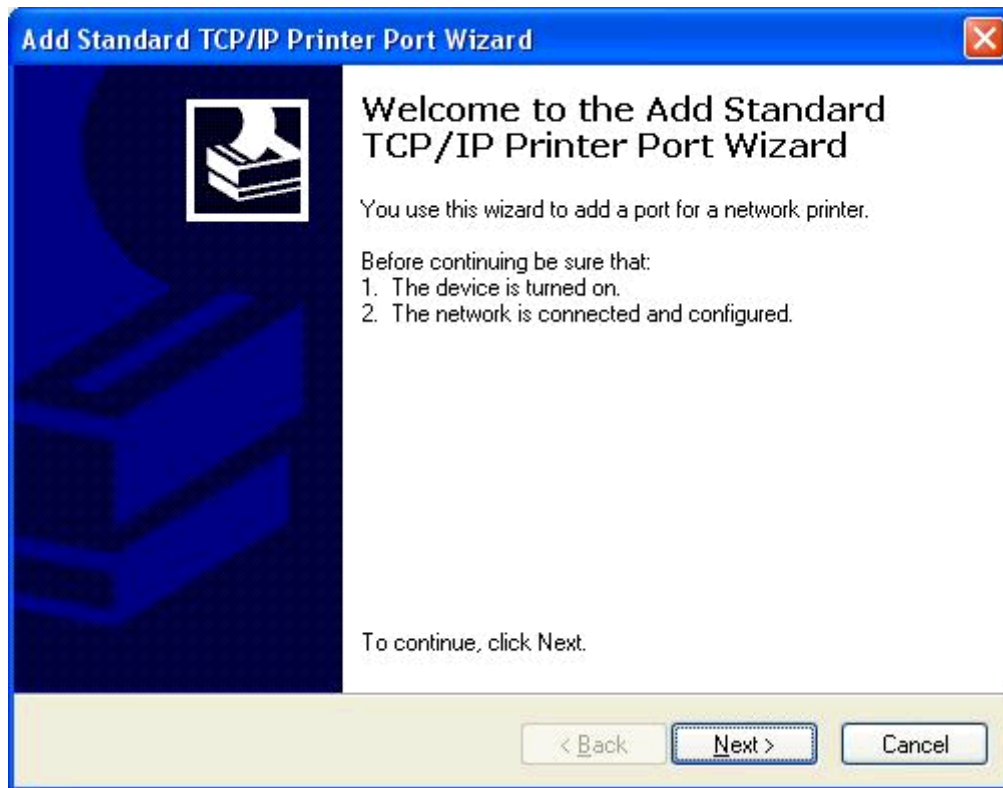 Add Standard TCP/IP Printer Port Wizard
Welcome to the Add Standard
TCP/IP Printer Port Wizard
You use this wizard to add a port for a network printer.
Before continuing be sure that:
1. The device is turned on.
2. The network is connected and configured.
To continue, click Next.
< Back
Next >
Cancel